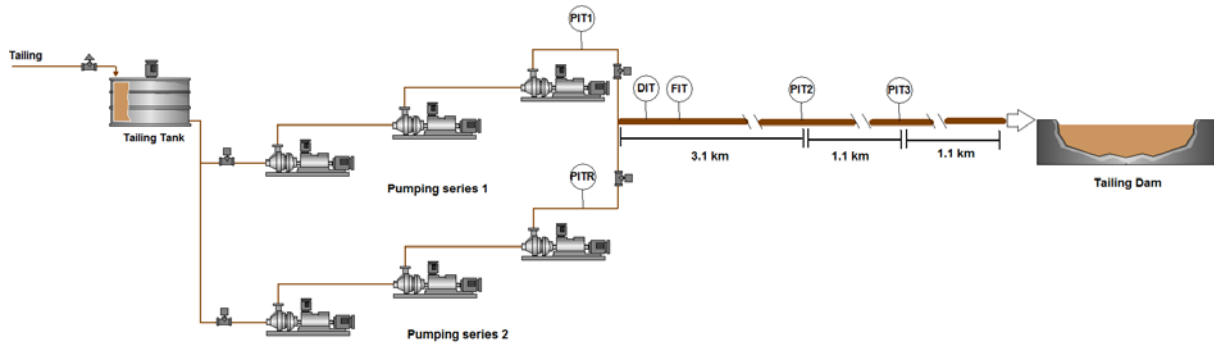 PIT1
Tailing
DIT
FIT
PIT2
PIT3
Tailing Tank
3.1 km
1.1 km
1.1 km
Pumping series 1
PITR
Tailing Dam
Pumping series 2